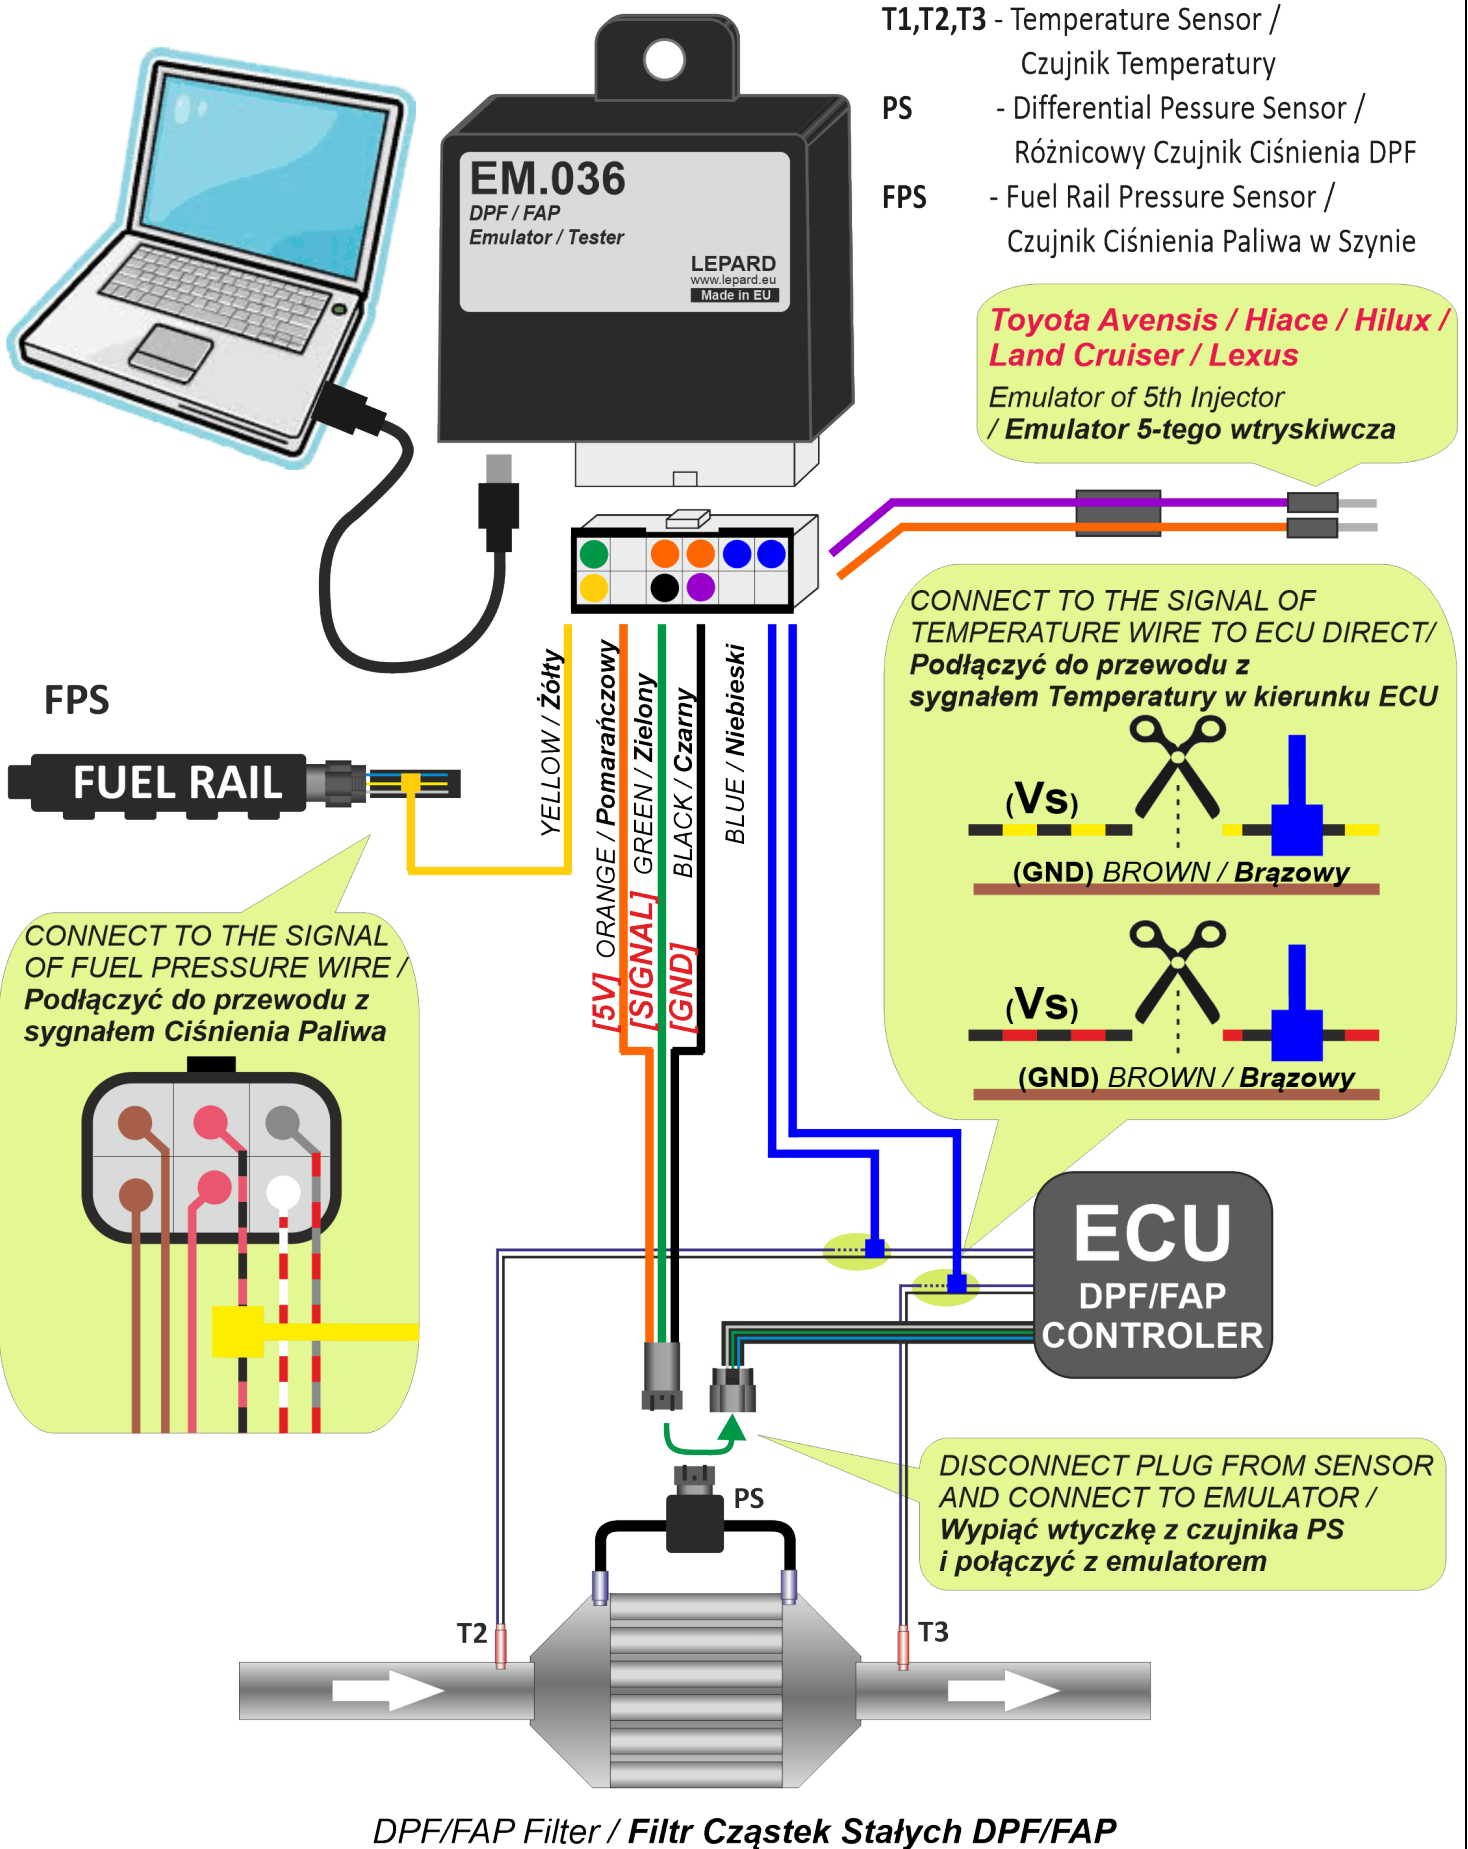 T1,T2,T3 - Temperature Sensor /
Czujnik Temperatury
PS - Differential Pessure Sensor /
Różnicowy Czujnik Ciśnienia DPF
FPS - Fuel Rail Pressure Sensor /
Czujnik Ciśnienia Paliwa w Szynie
EM.036
DPF / FAP
Emulator / Tester
LEPARD
www.lepard.eu
Made in EU
Toyota Avensis / Hiace / Hilux /
Land Cruiser / Lexus
Emulator of 5th Injector
/ Emulator 5-tego wtryskiwcza
CONNECT TO THE SIGNAL OF
TEMPERATURE WIRE TO ECU DIRECT/
Podłączyć do przewodu z
sygnałem Temperatury w kierunku ECU
(Vs)
(GND) BROWN / Brązowy
(Vs)
(GND) BROWN / Brązowy
FPS
FUEL RAIL
YELLOW / Żółty
[5V] ORANGE / Pomarańczowy
[SIGNAL] GREEN / Zielony
[GND] BLACK / Czarny
BLUE / Niebieski
CONNECT TO THE SIGNAL
OF FUEL PRESSURE WIRE /
Podłączyć do przewodu z
sygnałem Ciśnienia Paliwa
ECU
DPF/FAP
CONTROLER
DISCONNECT PLUG FROM SENSOR
AND CONNECT TO EMULATOR /
Wypiąć wtyczkę z czujnika PS
i połączyć z emulatorem
PS
T2
T3
DPF/FAP Filter / Filtr Cząstek Stałych DPF/FAP